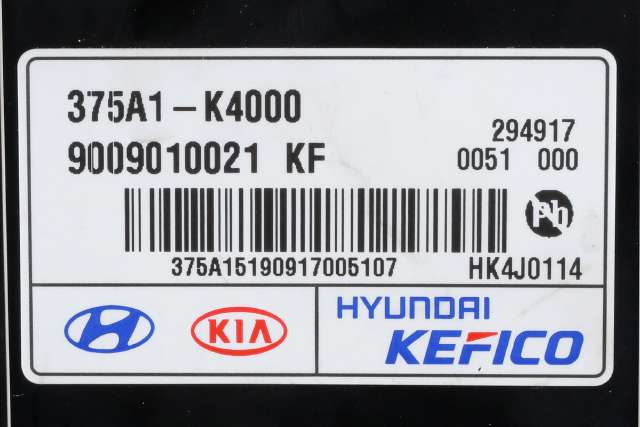 375A1-K4000
9009010021 KF
294917
0051 000
Pb
375A15190917005107
HK4J0114
KIA
HYUNDAI
KEFICO